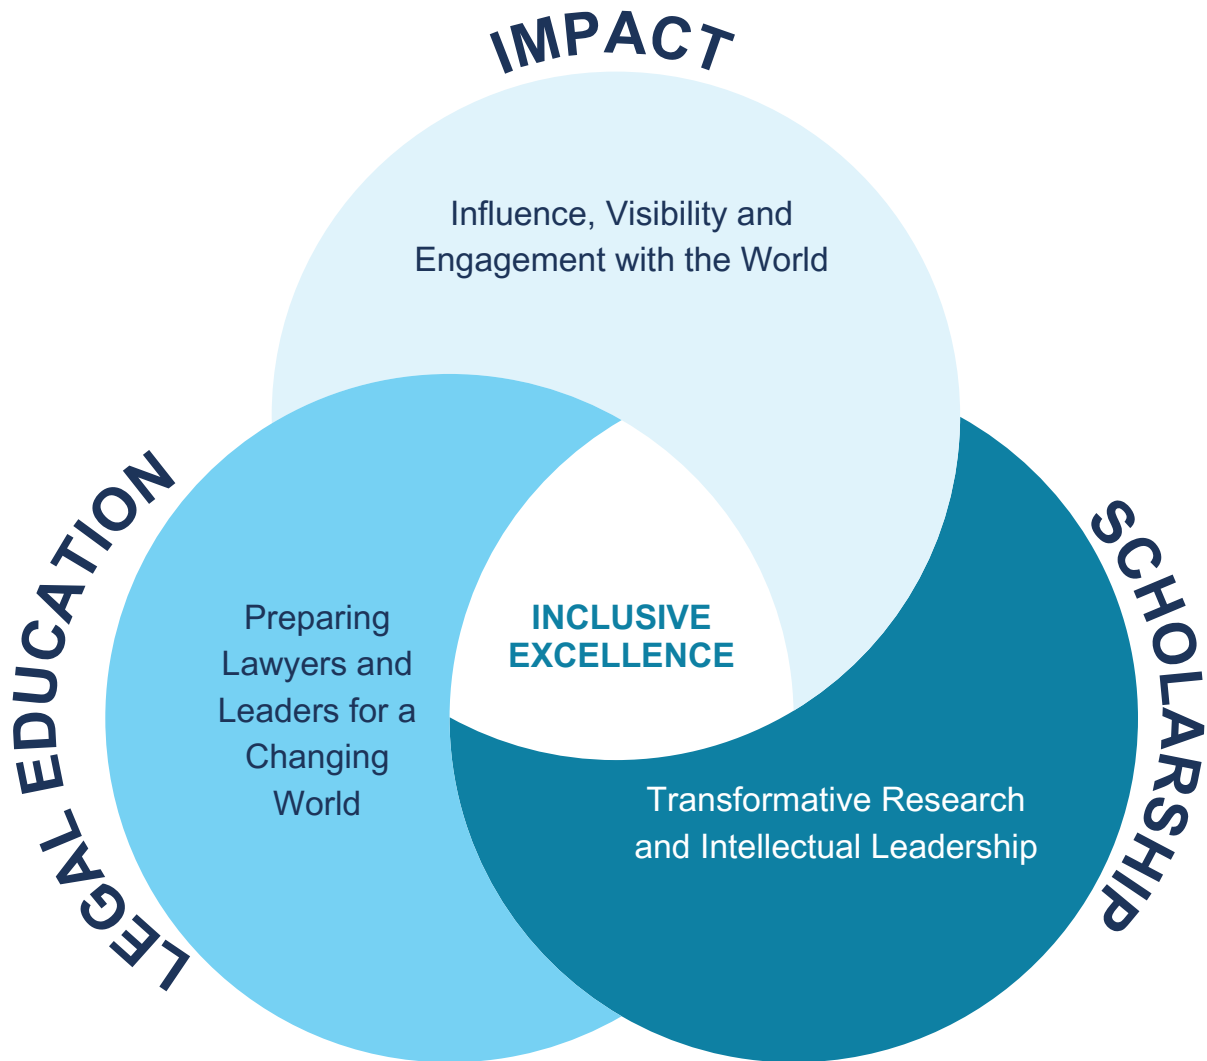 IMPACT
Influence, Visibility and
Engagement with the World
LEGAL EDUCATION
Preparing
Lawyers and
Leaders for a
Changing
World
INCLUSIVE
EXCELLENCE
SCHOLARSHIP
Transformative Research
and Intellectual Leadership